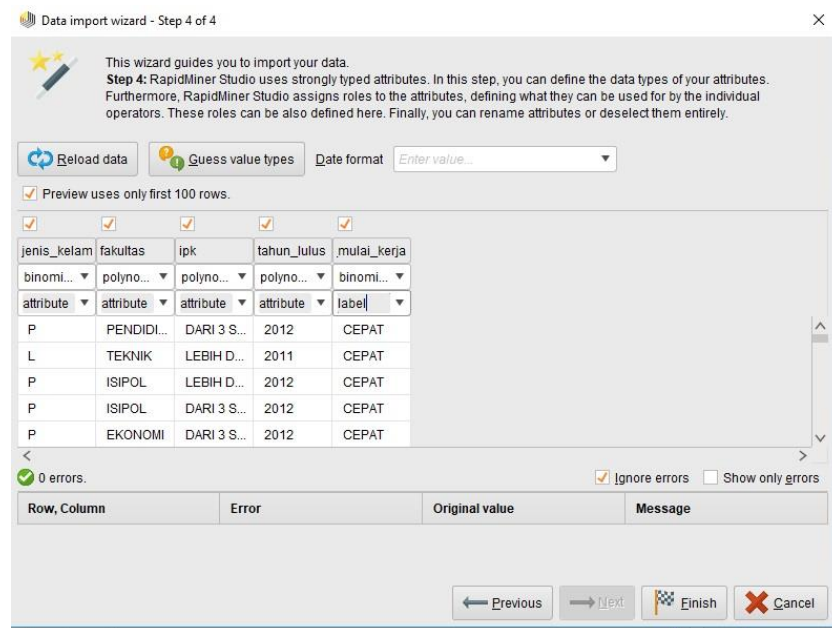 Data import wizard - Step 4 of 4
This wizard guides you to import your data.
Step 4: RapidMiner Studio uses strongly typed attributes. In this step, you can define the data types of your attributes.
Furthermore, RapidMiner Studio assigns roles to the attributes, defining what they can be used for by the individual
operators. These roles can be also defined here. Finally, you can rename attributes or deselect them entirely.
Reload data Guess value types Date format Enter value...
Preview uses only first 100 rows.
jenis_kelam fakultas ipk tahun_lulus mulai_kerja
binomi... polyno... polyno... polyno... binomi...
attribute attribute attribute attribute label
P PENDIDI... DARI 3 S... 2012 CEPAT
L TEKNIK LEBIH D... 2011 CEPAT
P ISIPOL LEBIH D... 2012 CEPAT
P ISIPOL DARI 3 S... 2012 CEPAT
P EKONOMI DARI 3 S... 2012 CEPAT
0 errors. Ignore errors Show only errors
Row, Column Error Original value Message
Previous Next Finish Cancel